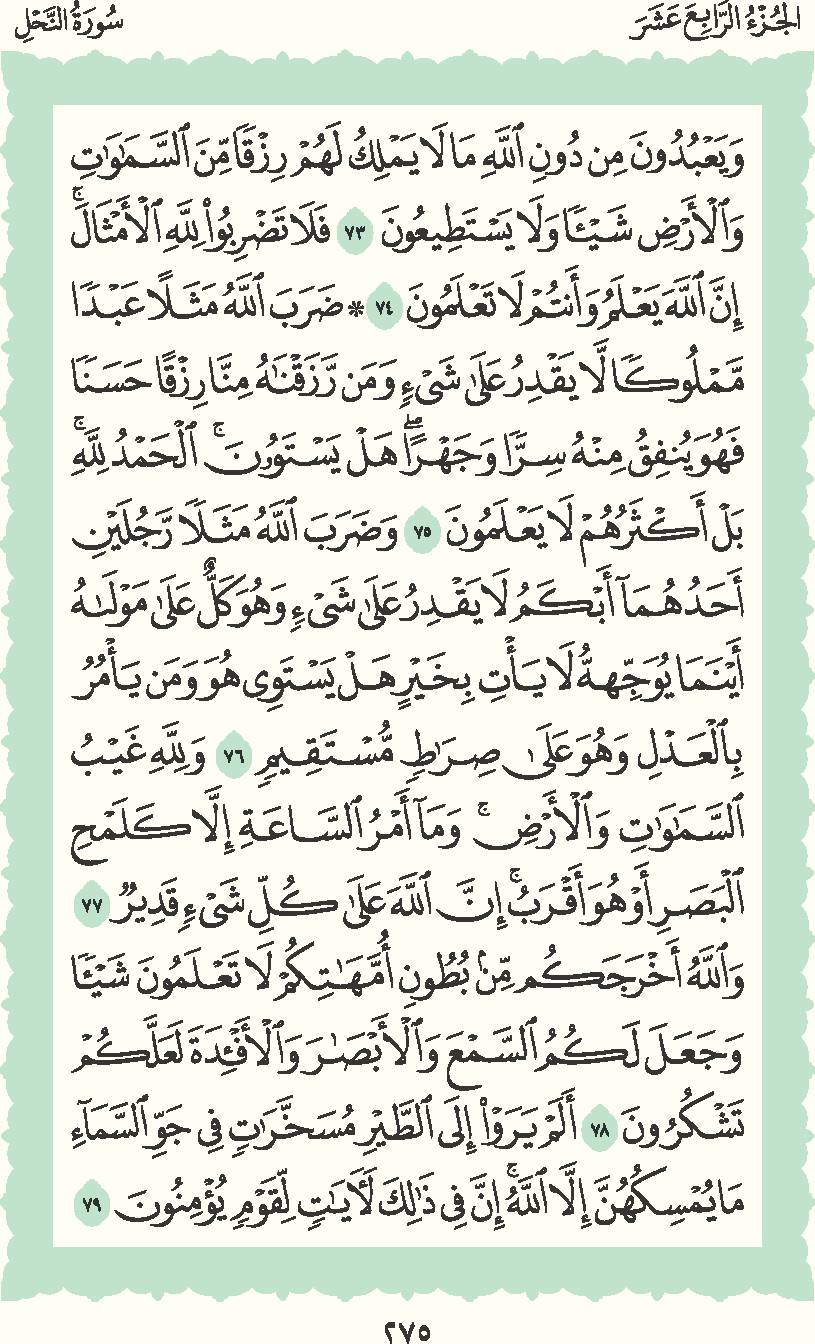 الجُزْءُ الرَّابِعَ عَشَرَ
سُورَةُ النَّحْلِ
وَيَعْبُدُونَ مِن دُونِ ٱللَّهِ مَا لَا يَمْلِكُ لَهُمْ رِزْقًا مِّنَ ٱلسَّمَٰوَٰتِ
وَٱلْأَرْضِ شَيْـًٔا وَلَا يَسْتَطِيعُونَ ٧٣ فَلَا تَضْرِبُوا۟ لِلَّهِ ٱلْأَمْثَالَ ۚ
إِنَّ ٱللَّهَ يَعْلَمُ وَأَنتُمْ لَا تَعْلَمُونَ ٧٤ * ضَرَبَ ٱللَّهُ مَثَلًا عَبْدًا
مَّمْلُوكًا لَّا يَقْدِرُ عَلَىٰ شَىْءٍ وَمَن رَّزَقْنَٰهُ مِنَّا رِزْقًا حَسَنًا
فَهُوَ يُنفِقُ مِنْهُ سِرًّا وَجَهْرًا ۖ هَلْ يَسْتَوُۥنَ ۚ ٱلْحَمْدُ لِلَّهِ ۚ
بَلْ أَكْثَرُهُمْ لَا يَعْلَمُونَ ٧٥ وَضَرَبَ ٱللَّهُ مَثَلًا رَّجُلَيْنِ
أَحَدُهُمَآ أَبْكَمُ لَا يَقْدِرُ عَلَىٰ شَىْءٍ وَهُوَ كَلٌّ عَلَىٰ مَوْلَىٰهُ
أَيْنَمَا يُوَجِّههُّ لَا يَأْتِ بِخَيْرٍ هَلْ يَسْتَوِى هُوَ وَمَن يَأْمُرُ
بِٱلْعَدْلِ وَهُوَ عَلَىٰ صِرَٰطٍ مُّسْتَقِيمٍ ٧٦ وَلِلَّهِ غَيْبُ
ٱلسَّمَٰوَٰتِ وَٱلْأَرْضِ ۚ وَمَآ أَمْرُ ٱلسَّاعَةِ إِلَّا كَلَمْحِ
ٱلْبَصَرِ أَوْ هُوَ أَقْرَبُ ۚ إِنَّ ٱللَّهَ عَلَىٰ كُلِّ شَىْءٍ قَدِيرٌ ٧٧
وَٱللَّهُ أَخْرَجَكُم مِّنۢ بُطُونِ أُمَّهَٰتِكُمْ لَا تَعْلَمُونَ شَيْـًٔا
وَجَعَلَ لَكُمُ ٱلسَّمْعَ وَٱلْأَبْصَٰرَ وَٱلْأَفْـِٔدَةَ لَعَلَّكُمْ
تَشْكُرُونَ ٧٨ أَلَمْ يَرَوْا۟ إِلَى ٱلطَّيْرِ مُسَخَّرَٰتٍ فِى جَوِّ ٱلسَّمَآءِ
مَا يُمْسِكُهُنَّ إِلَّا ٱللَّهُ ۗ إِنَّ فِى ذَٰلِكَ لَـَٔايَٰتٍ لِّقَوْمٍ يُؤْمِنُونَ ٧٩
٢٧٥